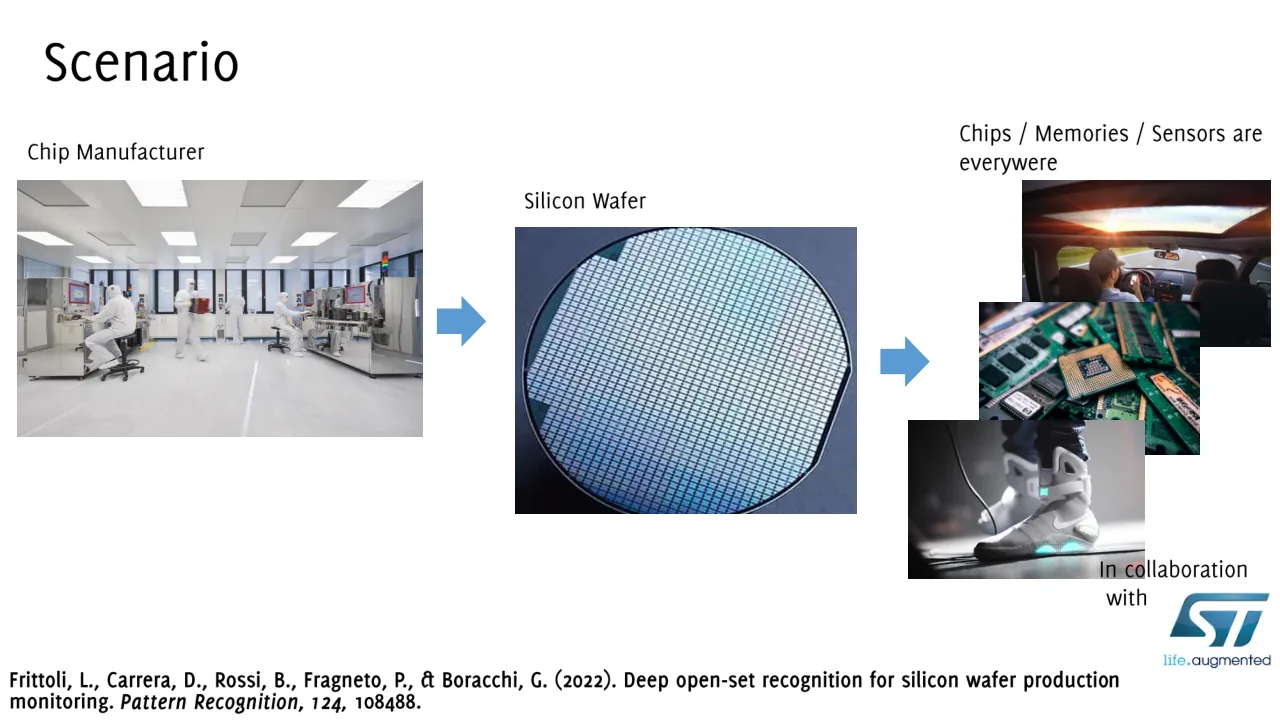 Scenario
Chip Manufacturer
Silicon Wafer
Chips / Memories / Sensors are
everywere
In collaboration
with
ST
life.augmented
Frittoli, L., Carrera, D., Rossi, B., Fragneto, P., & Boracchi, G. (2022). Deep open-set recognition for silicon wafer production
monitoring. Pattern Recognition, 124, 108488.